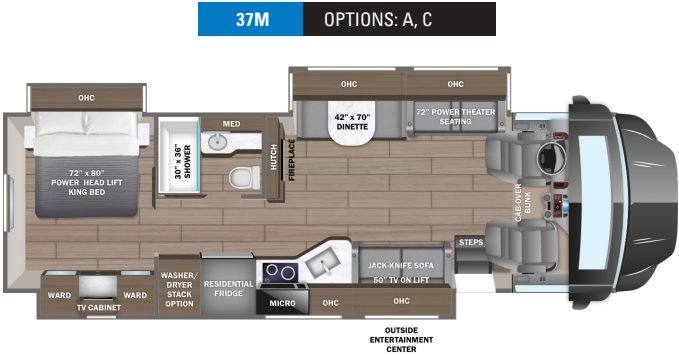 37M
OPTIONS: A, C
OHC
OHC
OHC
MED
42" x 70"
DINETTE
72" POWER THEATER
SEATING
30" x 36"
SHOWER
HUTCH
FIREPLACE
72" x 80"
POWER HEAD LIFT
KING BED
CAB-OVER
BUNK
STEPS
JACK-KNIFE SOFA
50" TV ON LIFT
WASHER/
DRYER
STACK
OPTION
RESIDENTIAL
FRIDGE
WARD
WARD
TV CABINET
MICRO
OHC
OHC
OUTSIDE
ENTERTAINMENT
CENTER